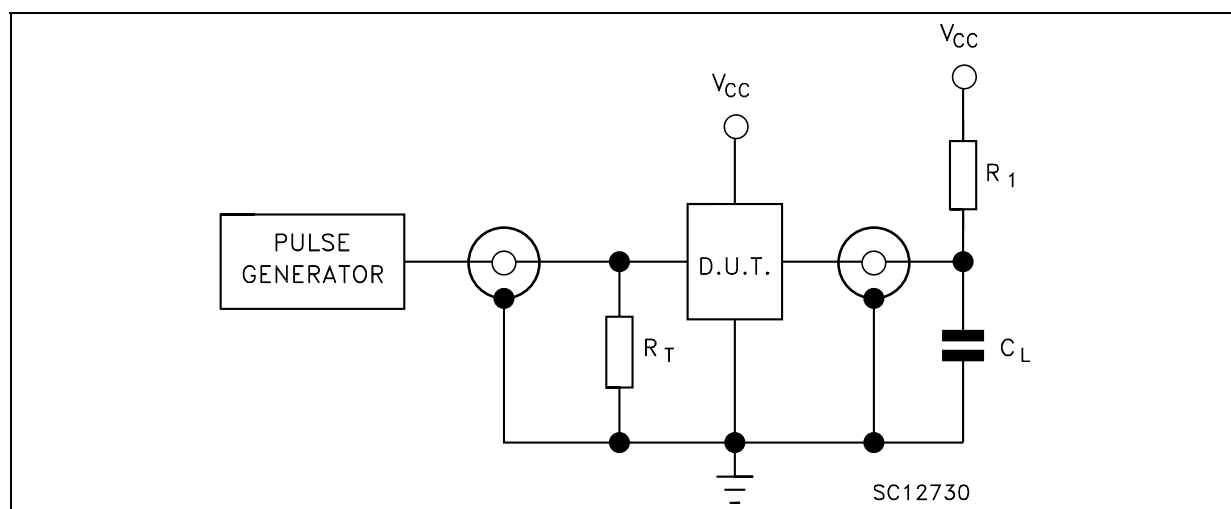 V_CC
V_CC
PULSE
GENERATOR
D.U.T.
R_1
R_T
C_L
SC12730